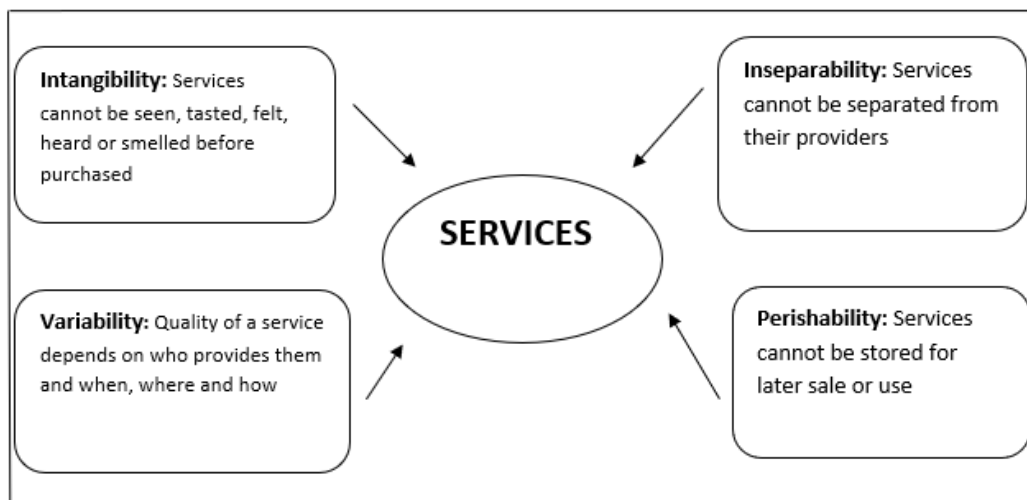 Intangibility: Services
cannot be seen, tasted, felt,
heard or smelled before
purchased
Inseparability: Services
cannot be separated from
their providers
SERVICES
Variability: Quality of a service
depends on who provides them
and when, where and how
Perishability: Services
cannot be stored for
later sale or use